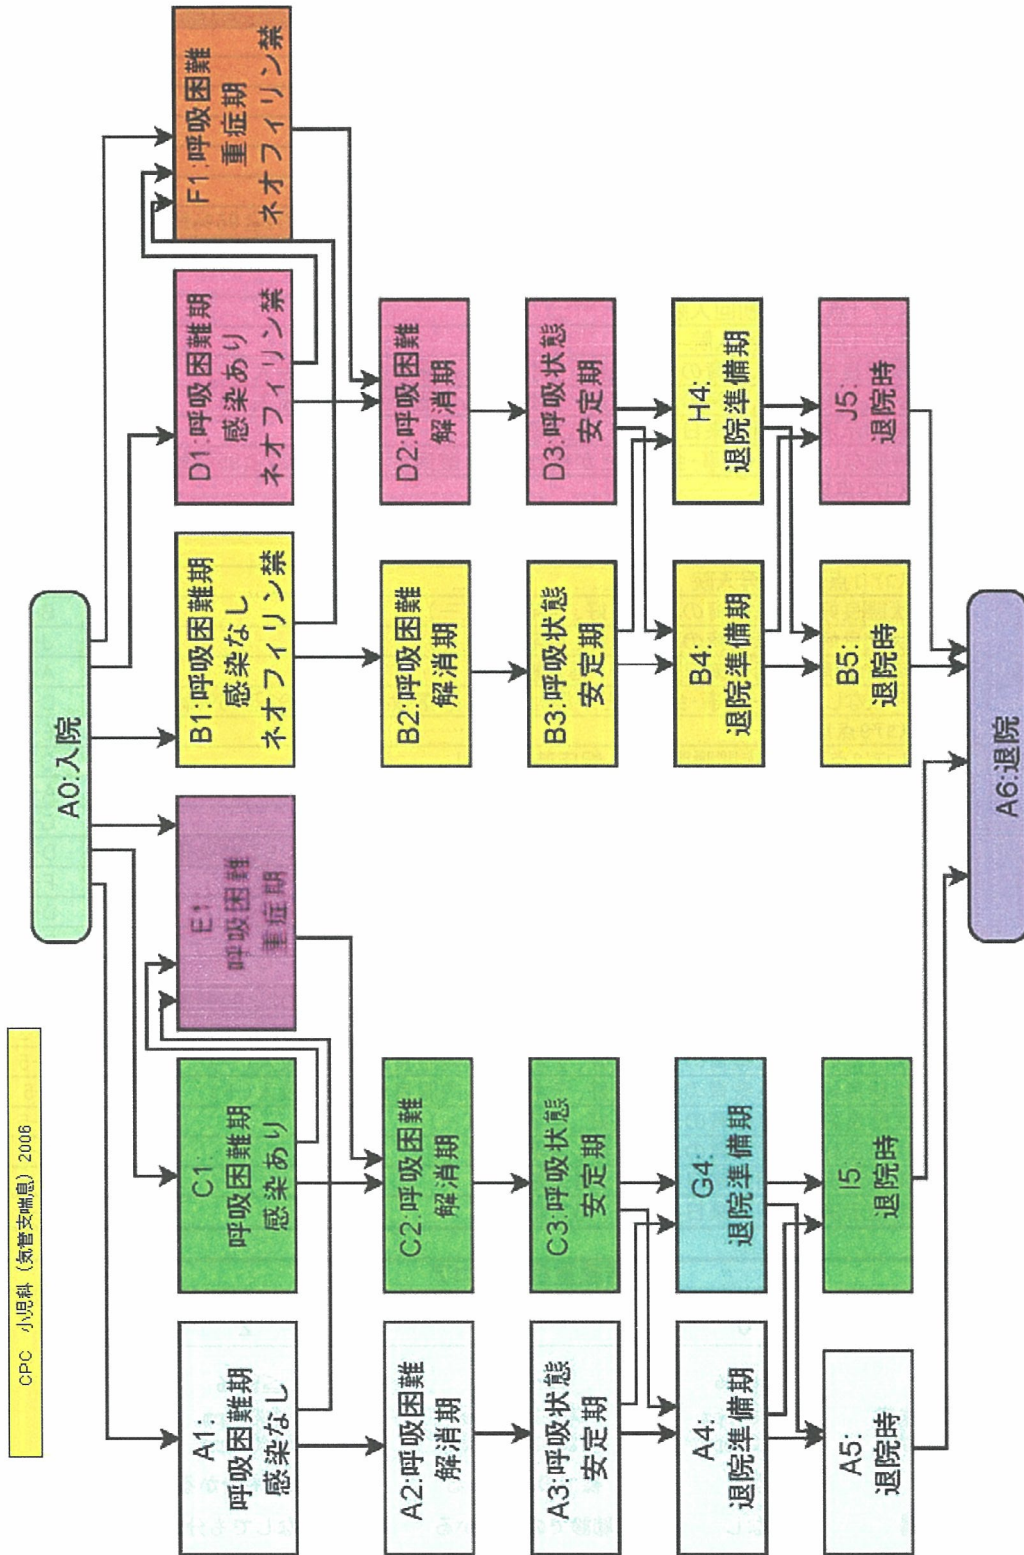 CPC 小児科（気管支喘息）2006
A0:入院
A1:
呼吸困難期
感染なし
C1:
呼吸困難期
感染あり
E1:
呼吸困難
重症期
B1:呼吸困難期
感染なし
ネオフィリン禁
D1:呼吸困難期
感染あり
ネオフィリン禁
F1:呼吸困難
重症期
ネオフィリン禁
A2:呼吸困難
解消期
C2:呼吸困難
解消期
B2:呼吸困難
解消期
D2:呼吸困難
解消期
A3:呼吸状態
安定期
C3:呼吸状態
安定期
B3:呼吸状態
安定期
D3:呼吸状態
安定期
A4:
退院準備期
G4:
退院準備期
B4:
退院準備期
H4:
退院準備期
A5:
退院時
I5:
退院時
B5:
退院時
J5:
退院時
A6:退院